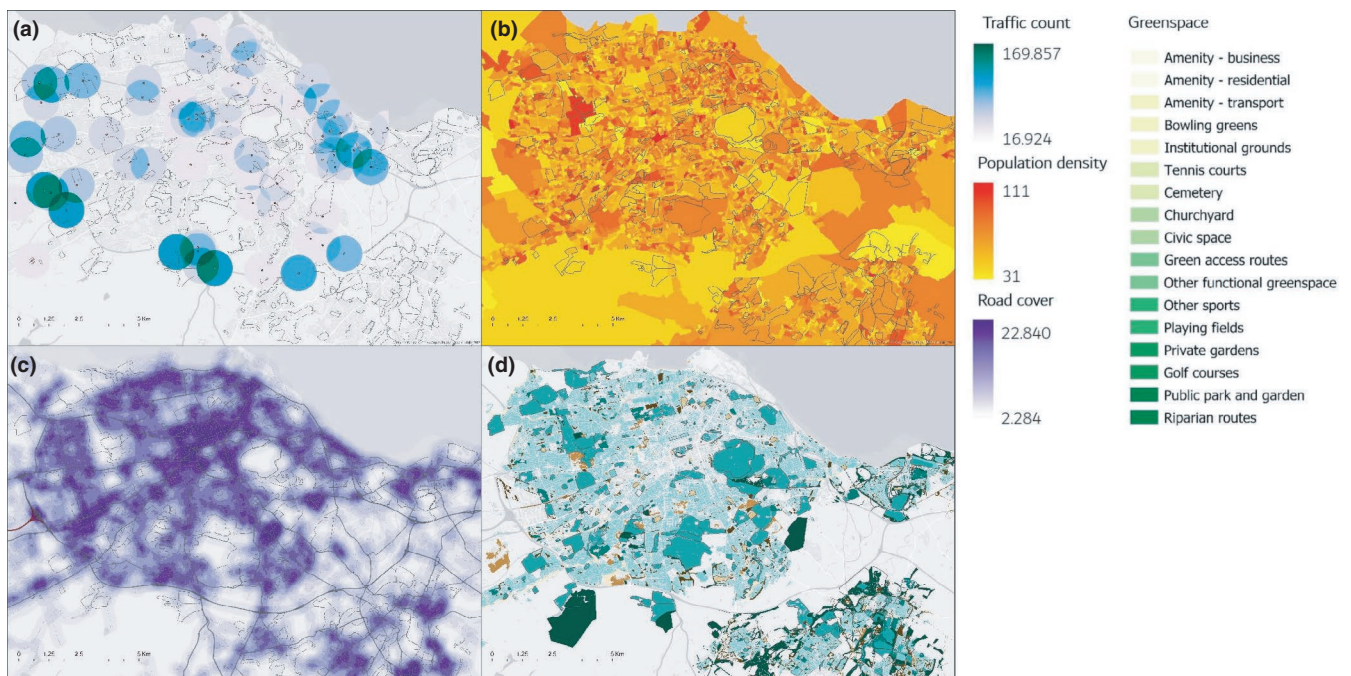 (a)
0 1.25 2.5 5 Km
(b)
0 1.25 2.5 5 Km
(c)
0 1.25 2.5 5 Km
(d)
0 1.25 2.5 5 Km
Traffic count
169.857
16.924
Population density
111
31
Road cover
22.840
2.284
Greenspace
Amenity - business
Amenity - residential
Amenity - transport
Bowling greens
Institutional grounds
Tennis courts
Cemetery
Churchyard
Civic space
Green access routes
Other functional greenspace
Other sports
Playing fields
Private gardens
Golf courses
Public park and garden
Riparian routes